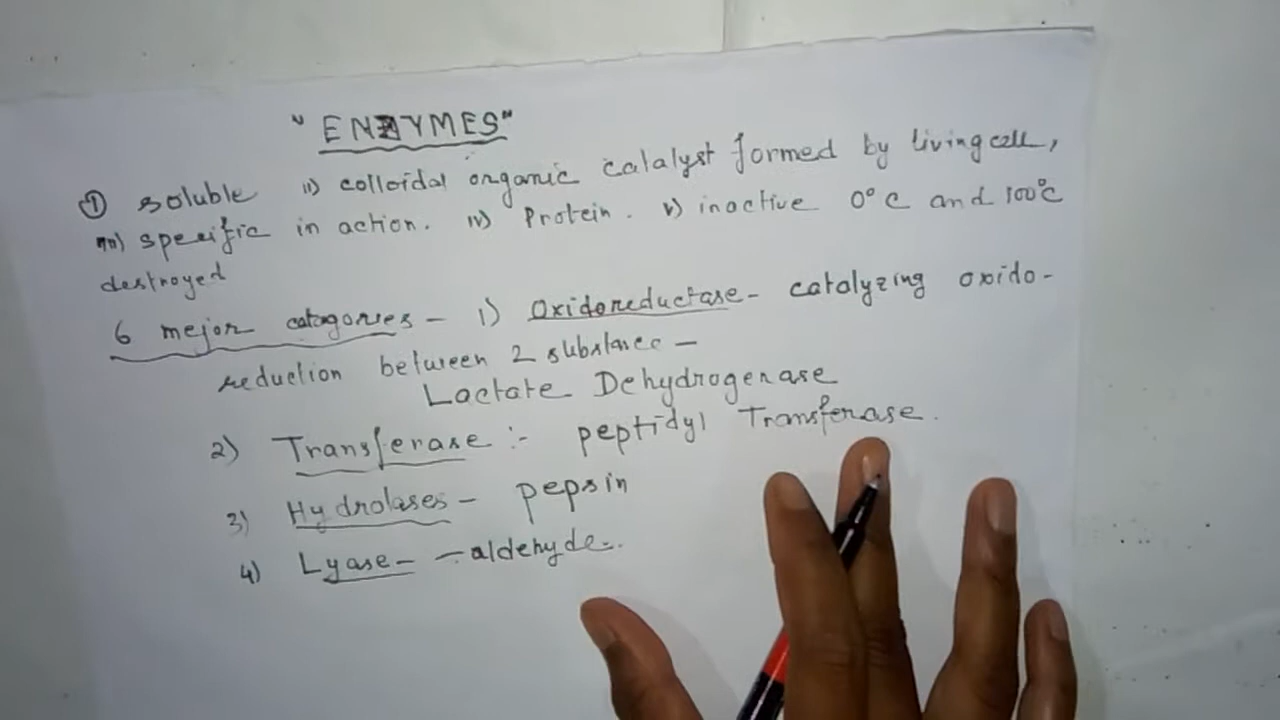 "ENZYMES"
① soluble ii) colloidal organic catalyst formed by living cell,
iii) specific in action. iv) Protein. v) inactive 0°C and 100°C
destroyed
6 mejor catagories - 1) Oxidoreductase - catalyzing oxido-
reduction between 2 substance -
Lactate Dehydrogenase
2) Transferase :- peptidyl Transferase.
3) Hydrolases - pepsin
4) Lyase - - aldehyde..